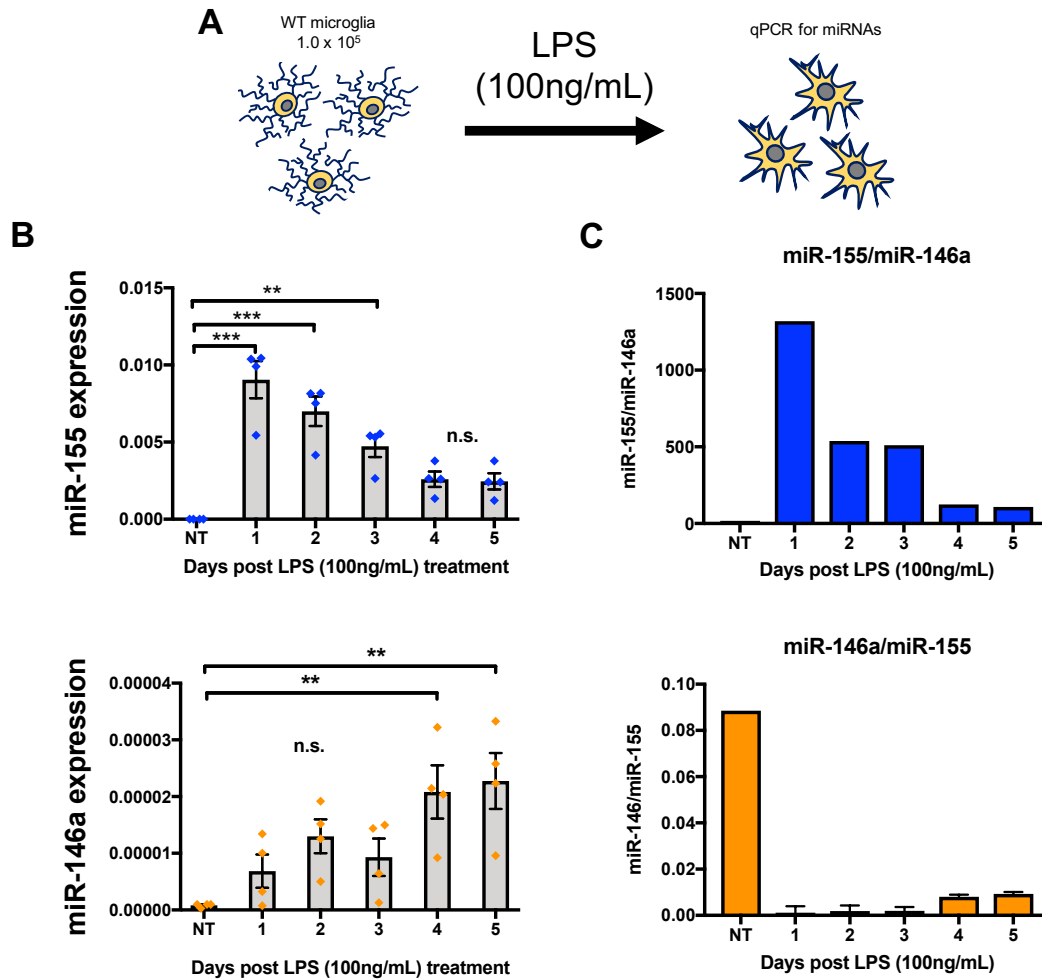 A
WT microglia
1.0 x 10⁵
LPS
(100ng/mL)
qPCR for miRNAs
B
miR-155 expression
0.015
0.010
0.005
0.000
**
***
***
n.s.
NT 1 2 3 4 5
Days post LPS (100ng/mL) treatment
miR-146a expression
0.00004
0.00003
0.00002
0.00001
0.00000
**
**
n.s.
NT 1 2 3 4 5
Days post LPS (100ng/mL) treatment
C
miR-155/miR-146a
miR-155/miR-146a
1500
1000
500
0
NT 1 2 3 4 5
Days post LPS (100ng/mL)
miR-146a/miR-155
miR-146/miR-155
0.10
0.08
0.06
0.04
0.02
0.00
NT 1 2 3 4 5
Days post LPS (100ng/mL)